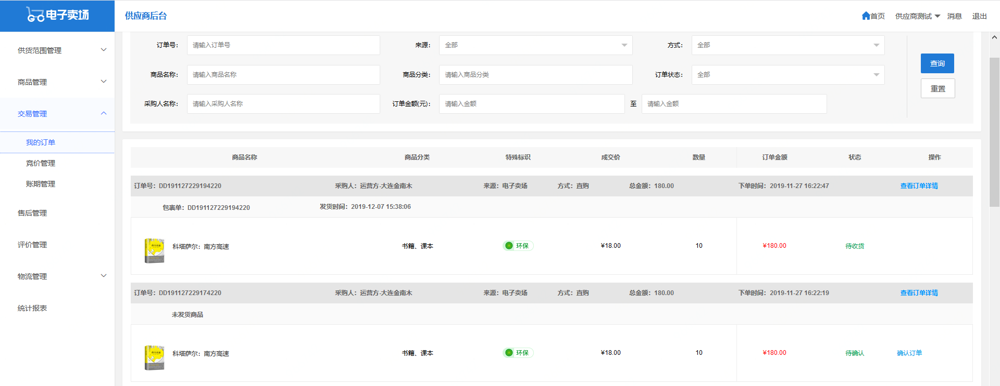 GC电子卖场
供应商后台
首页 供应商测试 消息 退出
供货范围管理
商品管理
交易管理
我的订单
竞价管理
账期管理
售后管理
评价管理
物流管理
统计报表
订单号: 请输入订单号 来源: 全部 方式: 全部
商品名称: 请输入商品名称 商品分类: 请输入商品分类 订单状态: 全部
采购人名称: 请输入采购人名称 订单金额(元): 请输入金额 至 请输入金额
查询
重置
商品名称 商品分类 特殊标识 成交价 数量 订单金额 状态 操作
订单号：DD191127229194220 采购人：运营方-大连金南木 来源：电子卖场 方式：直购 总金额：180.00 下单时间：2019-11-27 16:22:47 查看订单详情
包裹单：DD191127229194220 发货时间：2019-12-07 15:38:06
南方高速
科塔萨尔：南方高速 书籍、课本 环保 ¥18.00 10 ¥180.00 待收货
订单号：DD191127229174220 采购人：运营方-大连金南木 来源：电子卖场 方式：直购 总金额：180.00 下单时间：2019-11-27 16:22:19 查看订单详情
未发货商品
南方高速
科塔萨尔：南方高速 书籍、课本 环保 ¥18.00 10 ¥180.00 待确认 确认订单